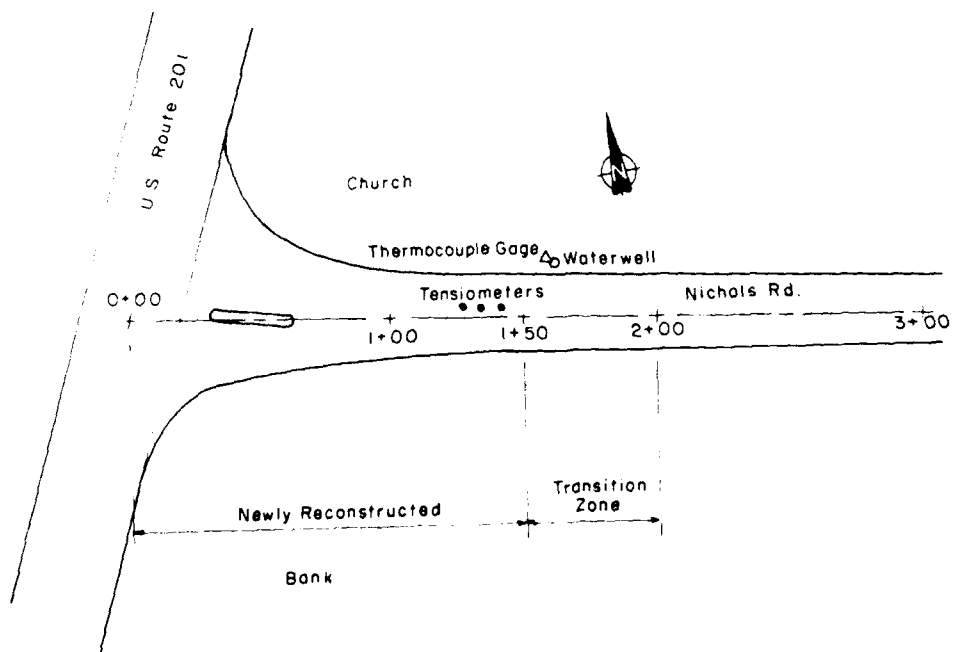 US Route 201
Church
N
Thermocouple Gage
Waterwell
0+00
Tensiometers
Nichols Rd.
1+00
1+50
2+00
3+00
Newly Reconstructed
Transition
Zone
Bank